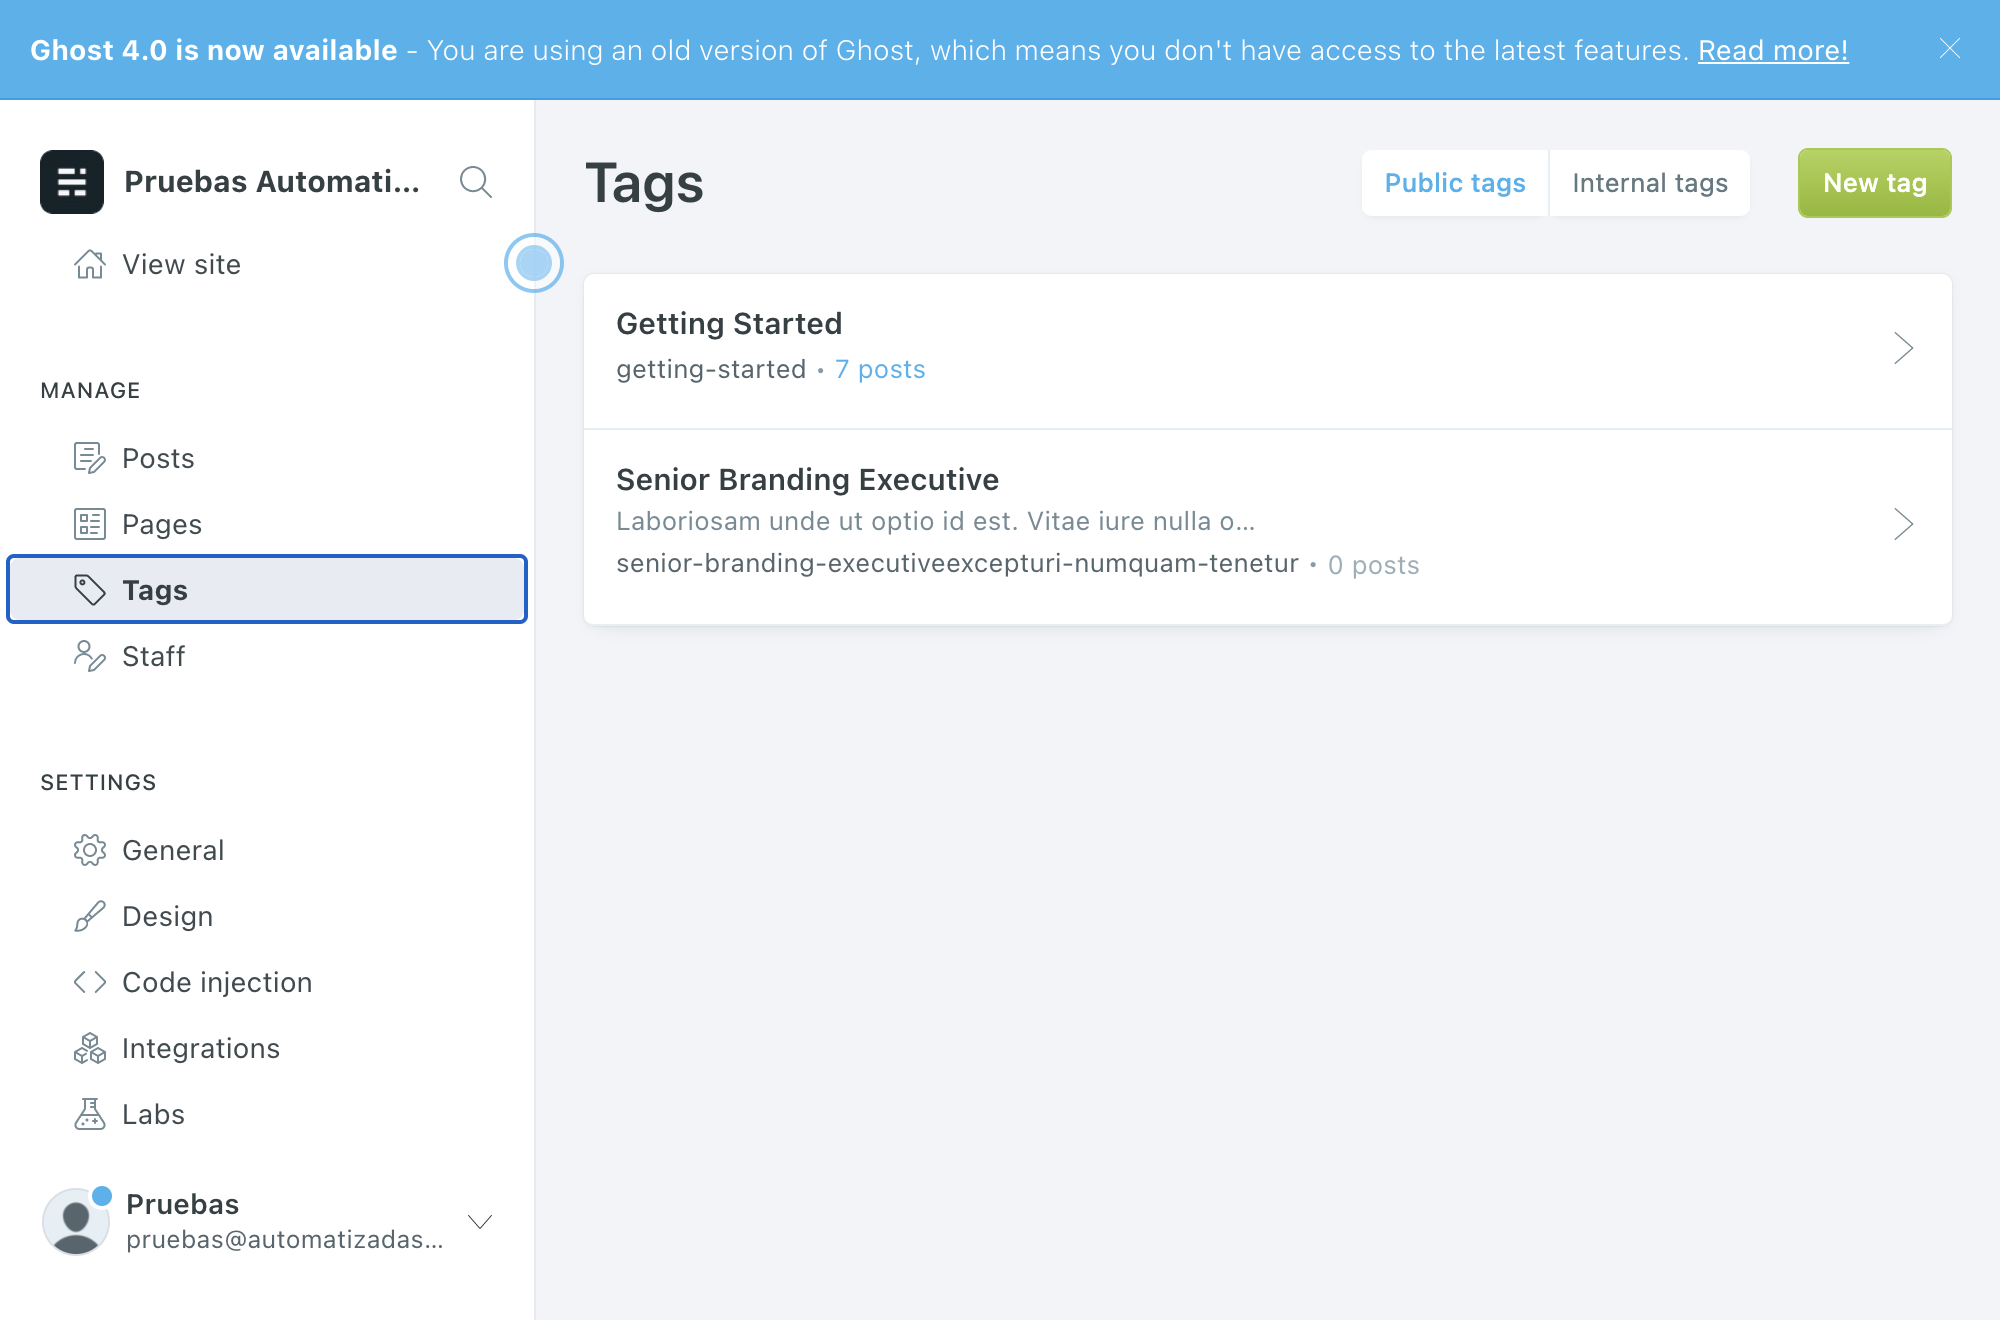 Ghost 4.0 is now available - You are using an old version of Ghost, which means you don't have access to the latest features. Read more!
Pruebas Automati...
View site
MANAGE
Posts
Pages
Tags
Staff
SETTINGS
General
Design
Code injection
Integrations
Labs
Pruebas
pruebas@automatizadas...
Tags
Public tags
Internal tags
New tag
Getting Started
getting-started • 7 posts
Senior Branding Executive
Laboriosam unde ut optio id est. Vitae iure nulla o...
senior-branding-executiveexcepturi-numquam-tenetur • 0 posts